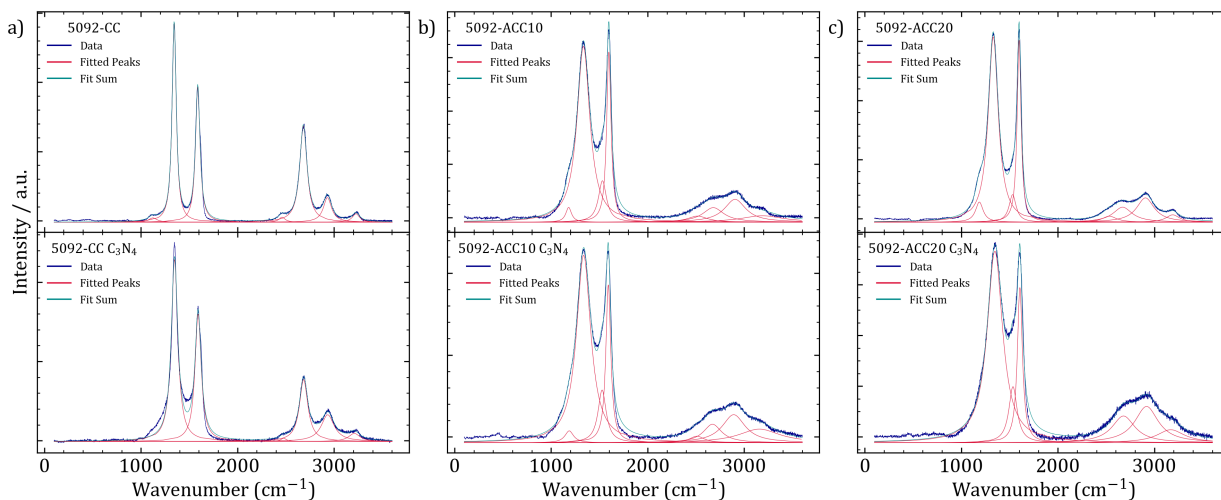 a)
5092-CC
Data
Fitted Peaks
Fit Sum
5092-CC C₃N₄
Data
Fitted Peaks
Fit Sum
0 1000 2000 3000
Wavenumber (cm⁻¹)
Intensity / a.u.
b)
5092-ACC10
Data
Fitted Peaks
Fit Sum
5092-ACC10 C₃N₄
Data
Fitted Peaks
Fit Sum
0 1000 2000 3000
Wavenumber (cm⁻¹)
c)
5092-ACC20
Data
Fitted Peaks
Fit Sum
5092-ACC20 C₃N₄
Data
Fitted Peaks
Fit Sum
0 1000 2000 3000
Wavenumber (cm⁻¹)